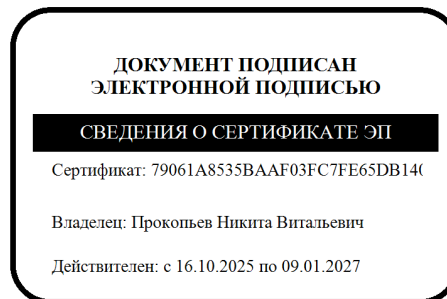 ДОКУМЕНТ ПОДПИСАН
ЭЛЕКТРОННОЙ ПОДПИСЬЮ
СВЕДЕНИЯ О СЕРТИФИКАТЕ ЭП
Сертификат: 79061A8535BAAF03FC7FE65DB140
Владелец: Прокопьев Никита Витальевич
Действителен: с 16.10.2025 по 09.01.2027